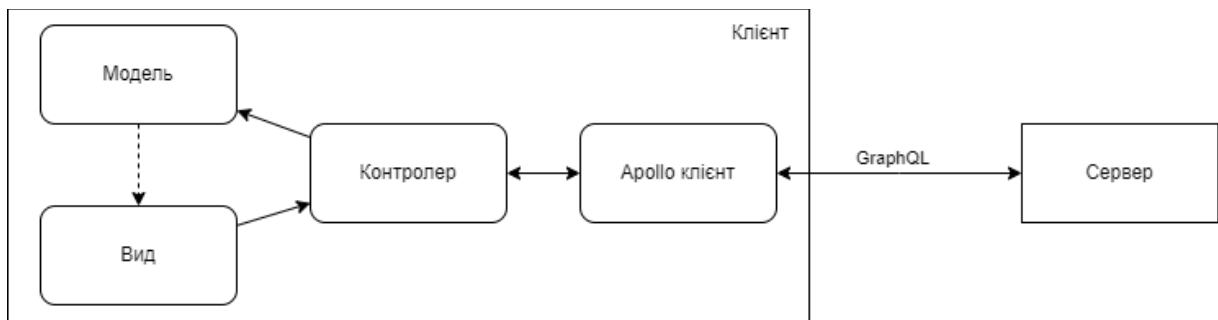 Клієнт
Модель
Контролер
Apollo клієнт
GraphQL
Сервер
Вид